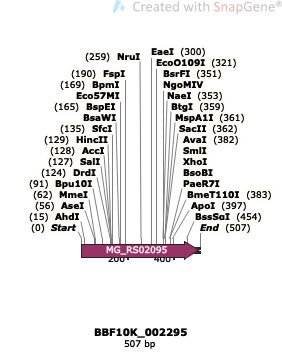 Created with SnapGene®
(259) NruI
EaeI (300)
EcoO109I (321)
(190) FspI
BsrFI (351)
(169) BpmI
NgoMIV
Eco57MI
NaeI (353)
(165) BspEI
BtgI (359)
BsaWI
MspA1I (361)
(135) SfcI
SacII (362)
(129) HincII
AvaI (382)
(128) AccI
SmlI
(127) SalI
XhoI
(124) DrdI
BsoBI
(91) Bpu10I
PaeR7I
(62) MmeI
BmeT110I (383)
(56) AseI
ApoI (397)
(15) AhdI
BssSαI (454)
(0) Start
End (507)
MG_RS02095
200
400
BBF10K_002295
507 bp